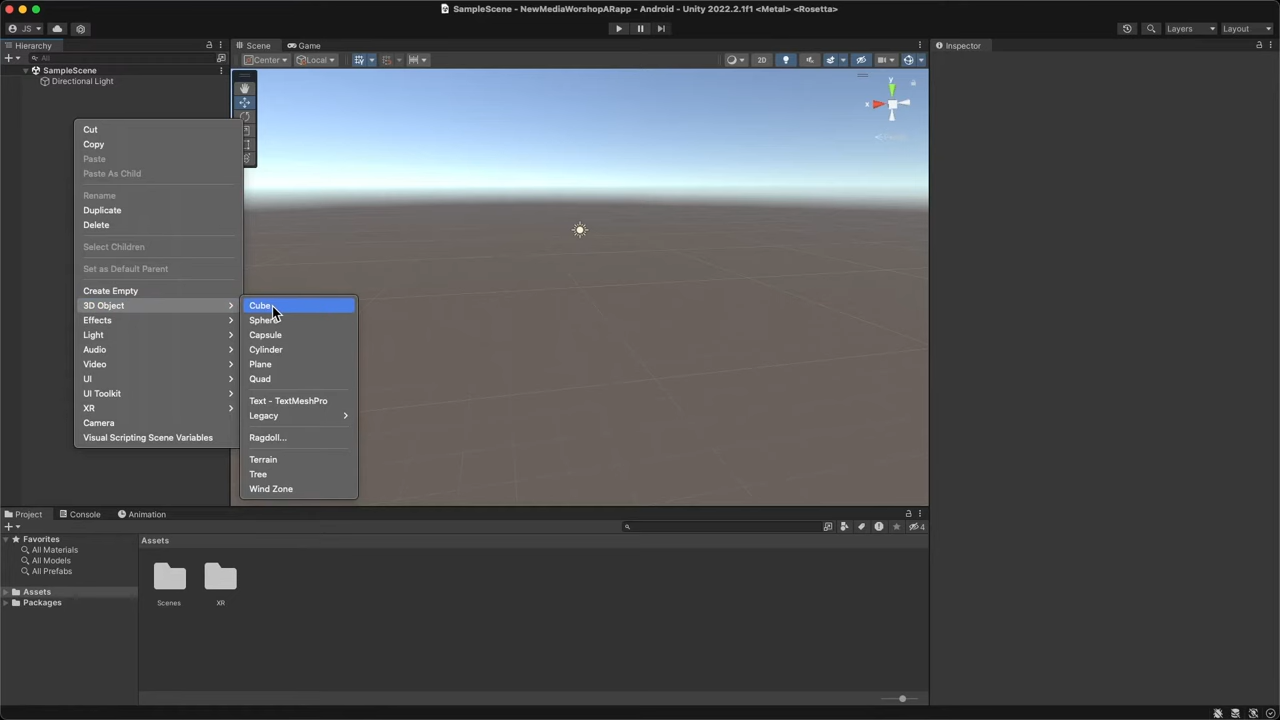 SampleScene - NewMediaWorshopARapp - Android - Unity 2022.2.1f1 <Metal> <Rosetta>
JS
Layers
Layout
Hierarchy
Scene
Game
Inspector
All
Center
Local
2D
SampleScene
Directional Light
y
x
Cut
Copy
Paste
Paste As Child
Rename
Duplicate
Delete
Select Children
Set as Default Parent
Create Empty
3D Object
Effects
Light
Audio
Video
UI
UI Toolkit
XR
Camera
Visual Scripting Scene Variables
Cube
Sphere
Capsule
Cylinder
Plane
Quad
Text - TextMeshPro
Legacy
Ragdoll...
Terrain
Tree
Wind Zone
Project
Console
Animation
4
Favorites
All Materials
All Models
All Prefabs
Assets
Packages
Assets
Scenes
XR